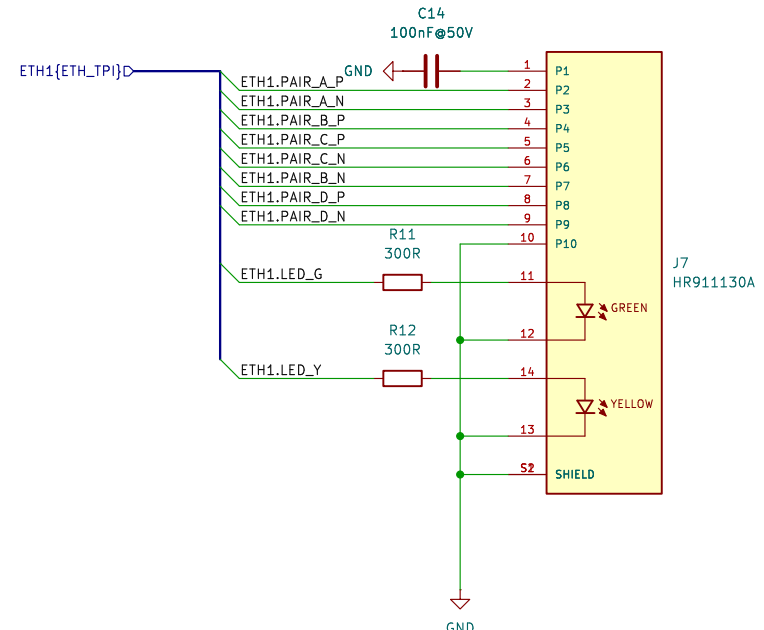 C14
100nF@50V
ETH1{ETH_TPI}
GND
1
P1
ETH1.PAIR_A_P
2
P2
ETH1.PAIR_A_N
3
P3
ETH1.PAIR_B_P
4
P4
ETH1.PAIR_C_P
5
P5
ETH1.PAIR_C_N
6
P6
ETH1.PAIR_B_N
7
P7
ETH1.PAIR_D_P
8
P8
ETH1.PAIR_D_N
9
P9
R11
300R
10
P10
J7
HR911130A
ETH1.LED_G
11
GREEN
12
R12
300R
ETH1.LED_Y
14
YELLOW
13
SHIELD
GND